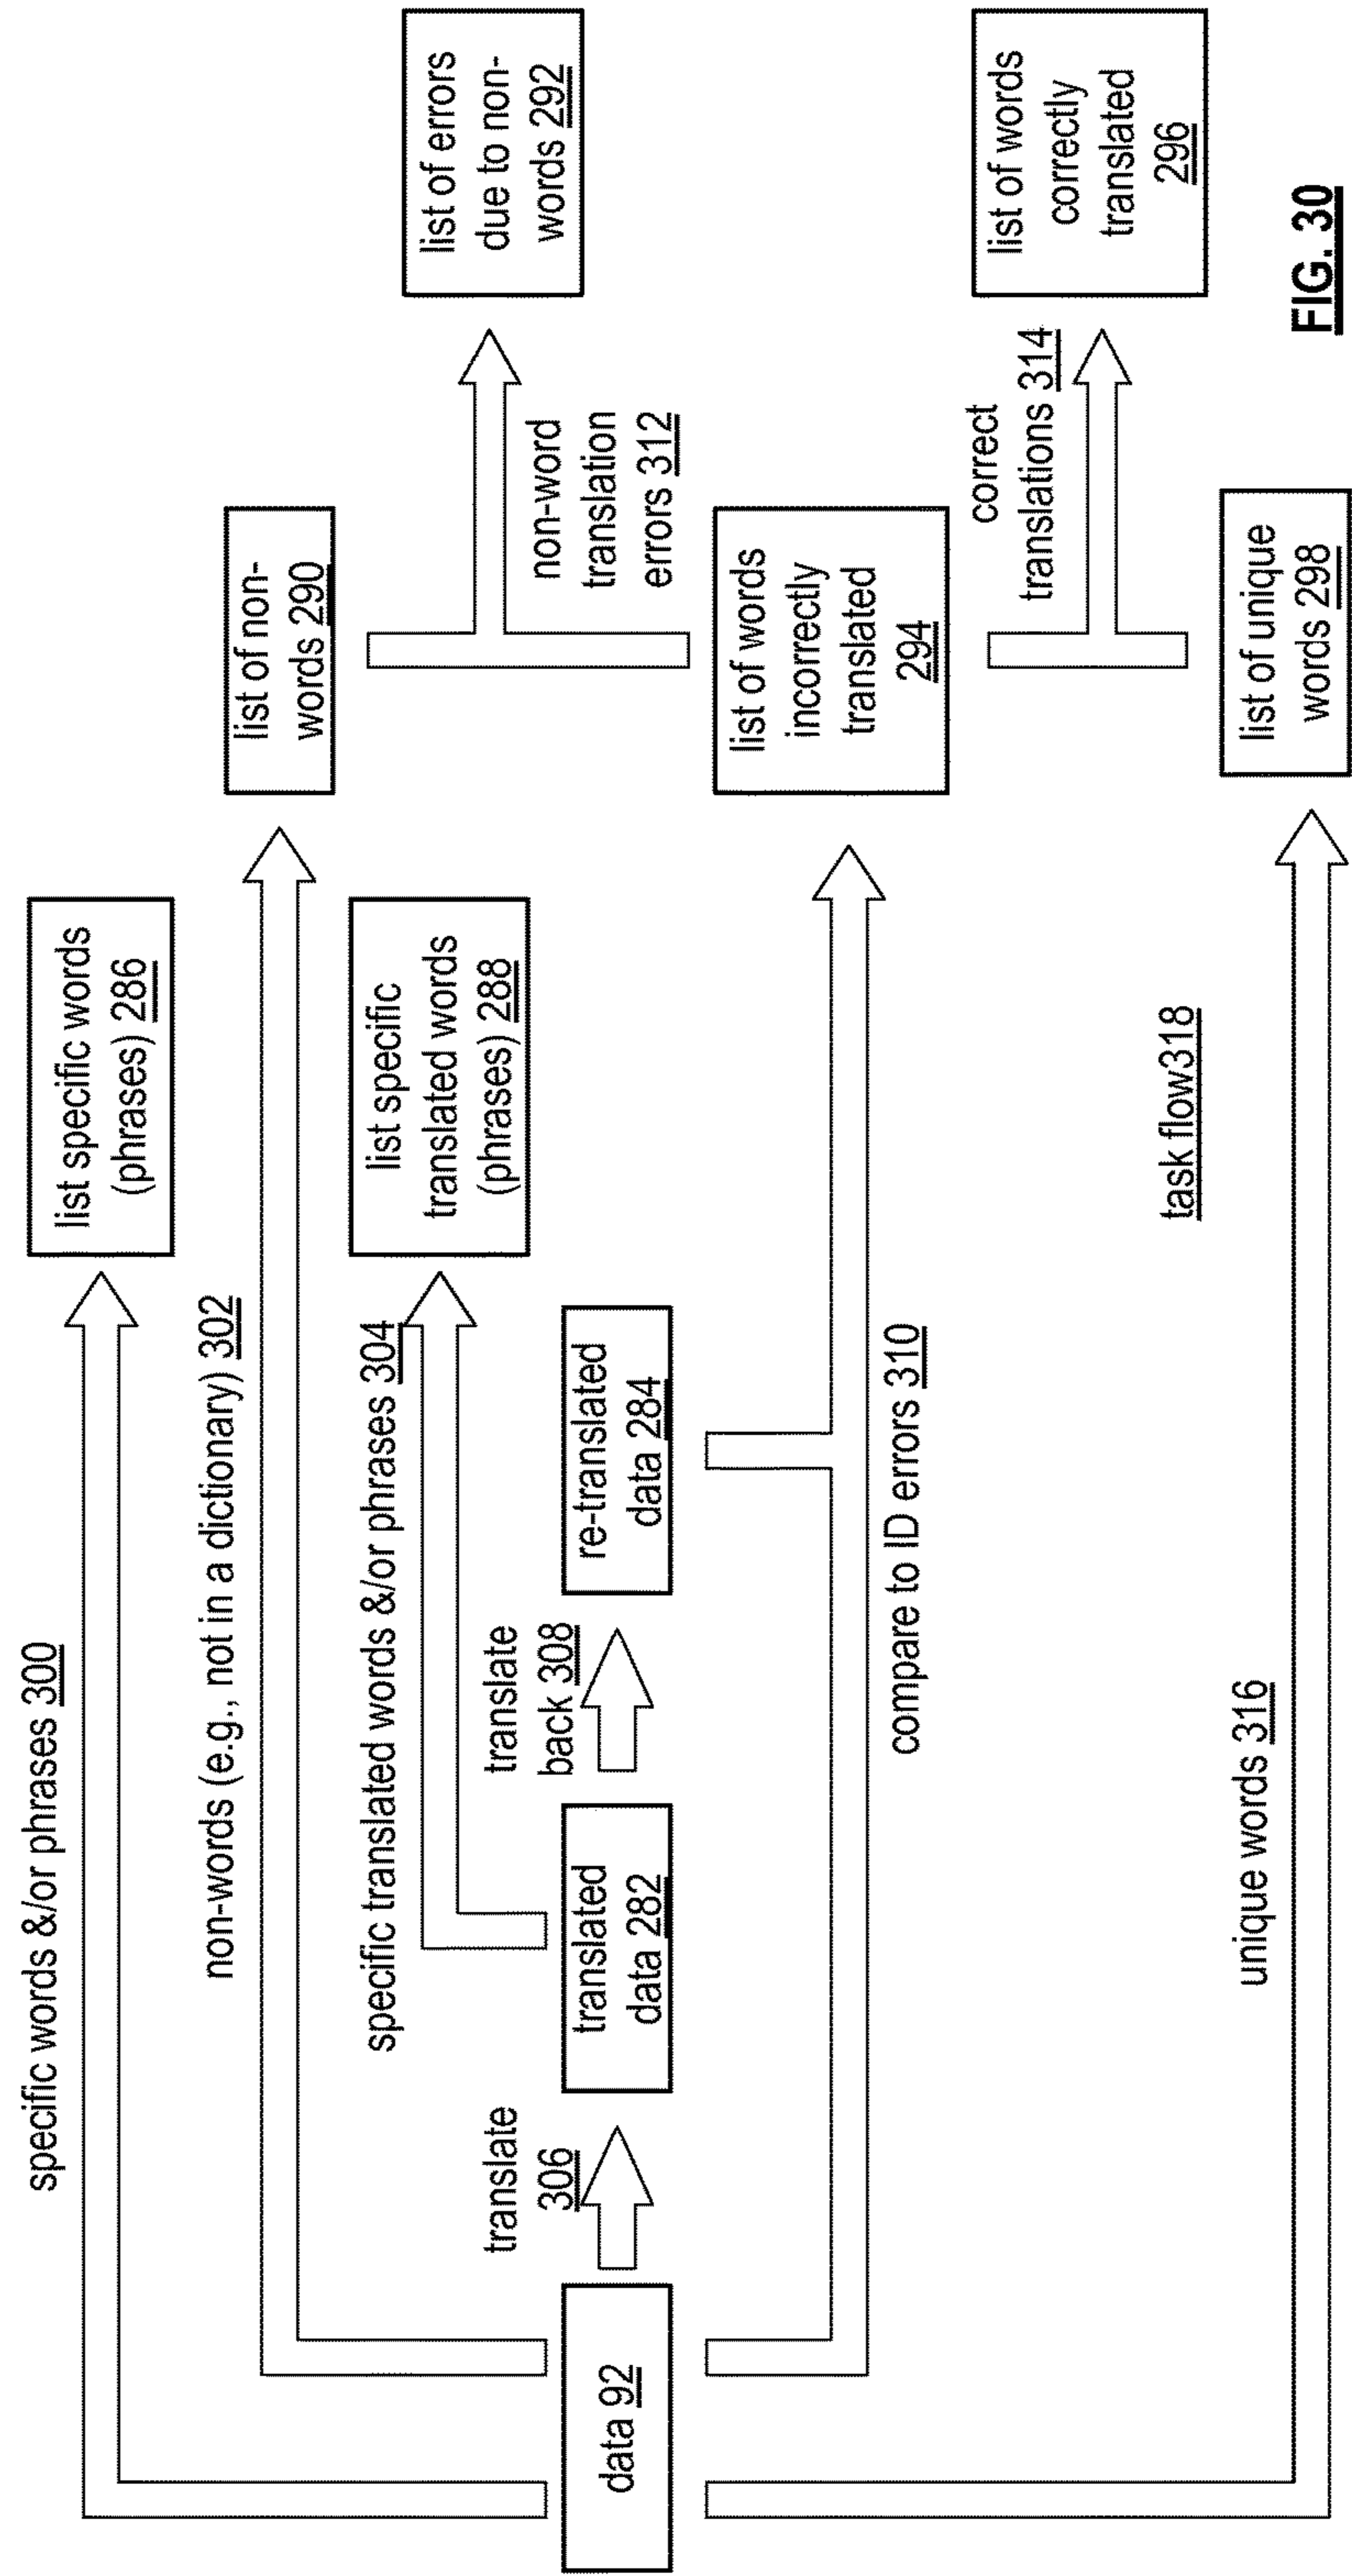 specific words &/or phrases 300
list specific words
(phrases) 286
non-words (e.g., not in a dictionary) 302
list of non-
words 290
specific translated words &/or phrases 304
list specific
translated words
(phrases) 288
list of errors
due to non-
words 292
non-word
translation
errors 312
data 92
translate
306
translated
data 282
translate
back 308
re-translated
data 284
compare to ID errors 310
list of words
incorrectly
translated
294
correct
translations 314
list of words
correctly
translated
296
unique words 316
task flow318
list of unique
words 298
FIG. 30